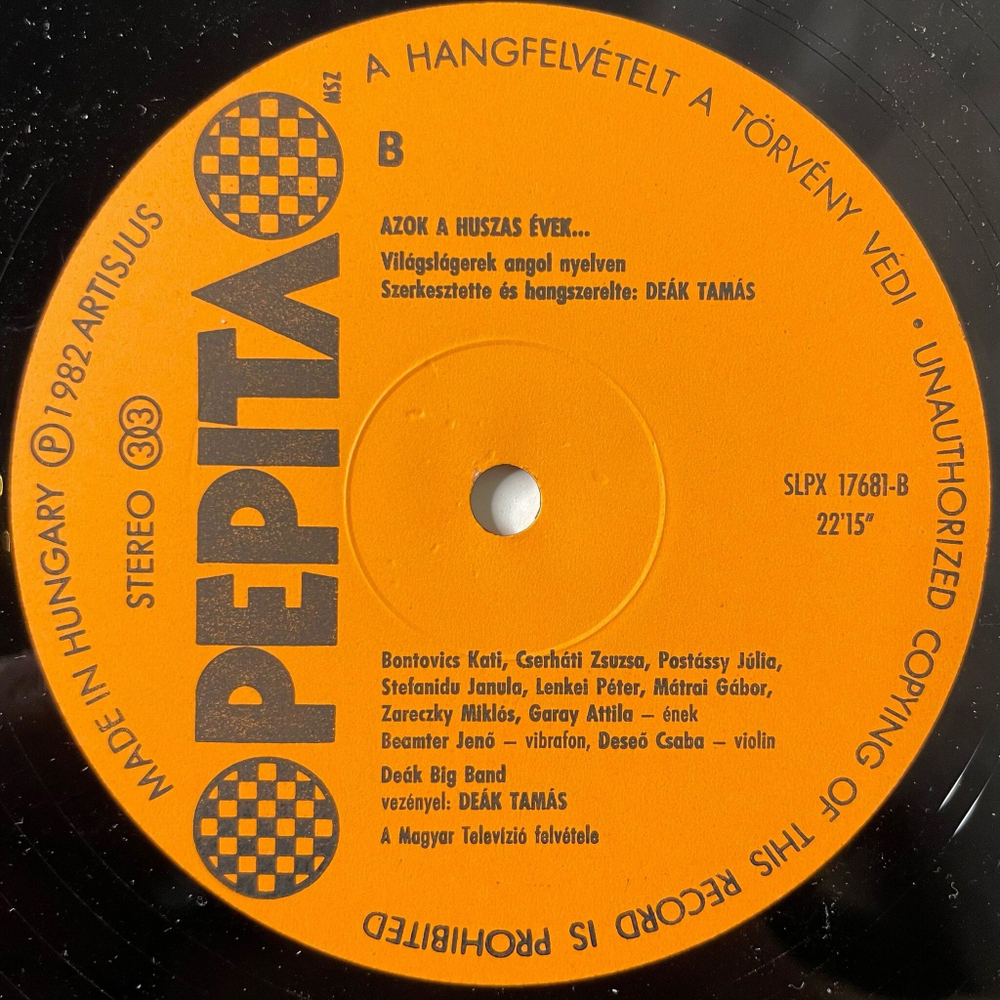 A HANGFELVÉTELT A TÖRVÉNY VÉDI • UNAUTHORIZED COPYING OF THIS RECORD IS PROHIBITED
MADE IN HUNGARY Ⓟ 1982 ARTISJUS
STEREO 33
PEPITA
MSZ
B
AZOK A HUSZAS ÉVEK...
Világslágerek angol nyelven
Szerkesztette és hangszerelte: DEÁK TAMÁS
SLPX 17681-B
22'15"
Bontovics Kati, Cserháti Zsuzsa, Postássy Júlia,
Stefanidu Janula, Lenkei Péter, Mátrai Gábor,
Zareczky Miklós, Garay Attila – ének
Beamter Jenő – vibrafon, Deseő Csaba – violin
Deák Big Band
vezényel: DEÁK TAMÁS
A Magyar Televízió felvétele